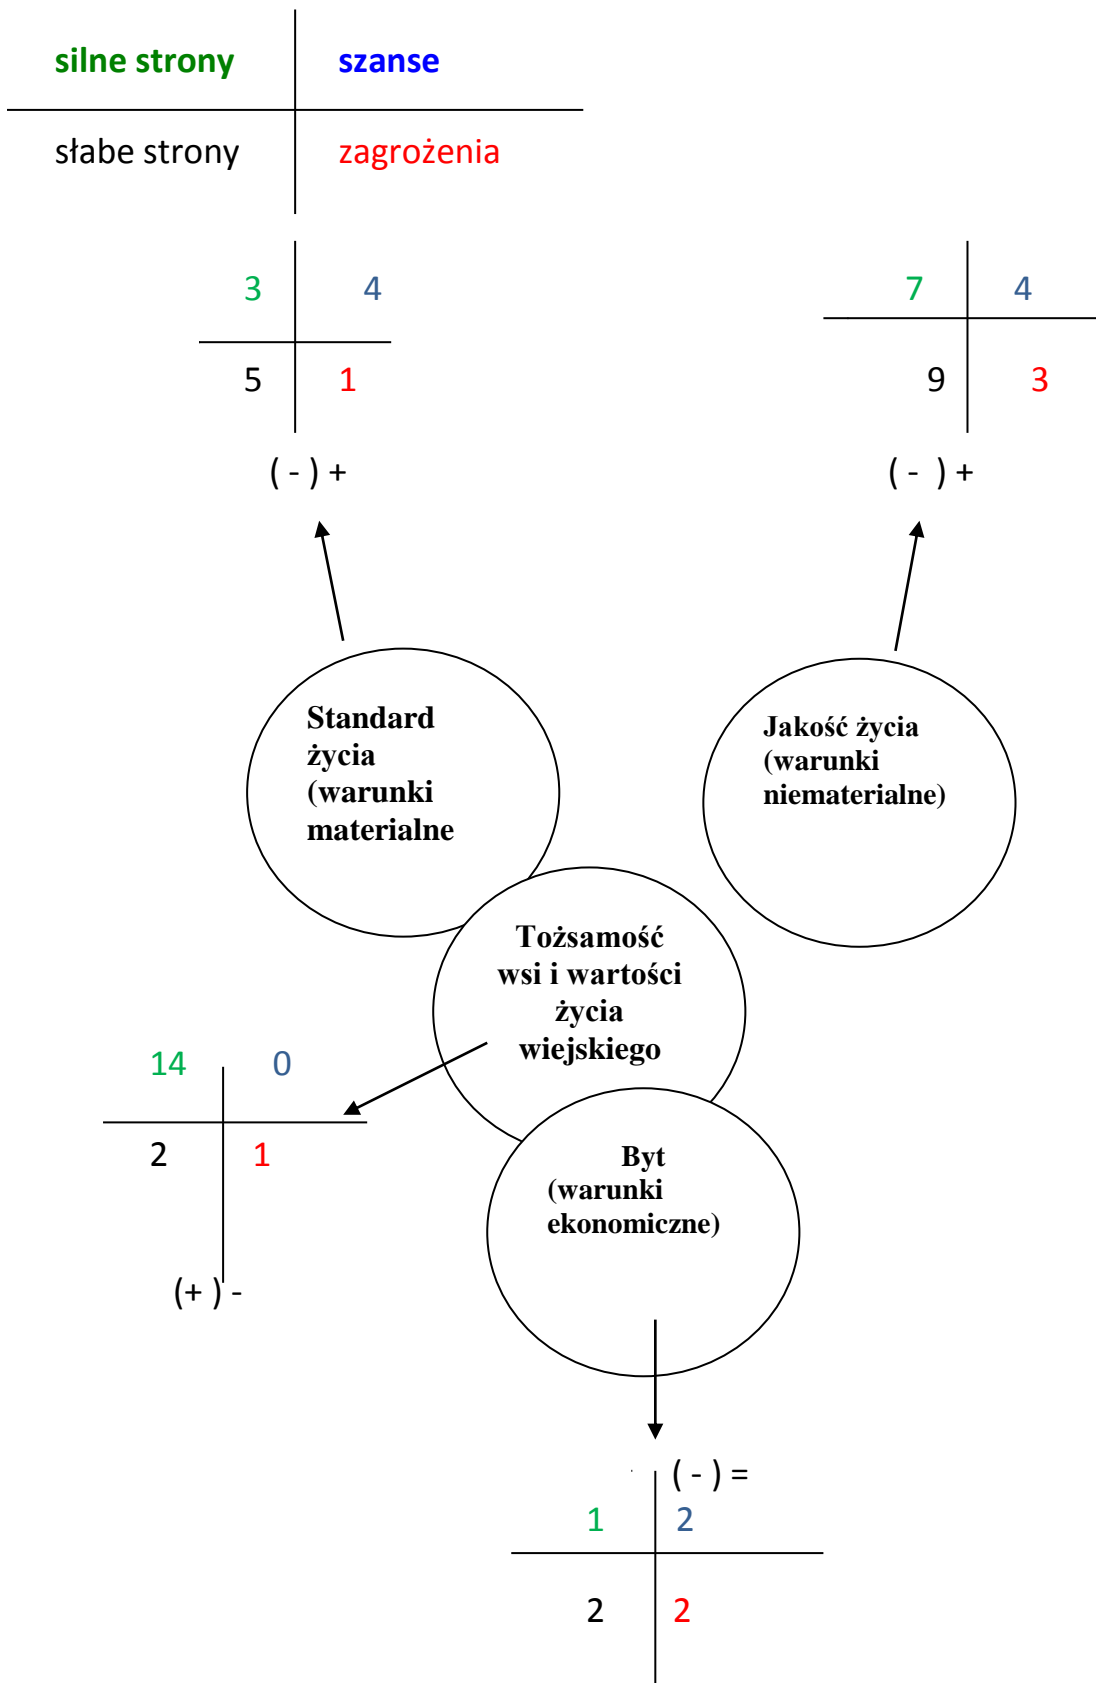 silne strony szanse
słabe strony zagrożenia
3 4
5 1
( - ) +
7 4
9 3
( - ) +
Standard
życia
(warunki
materialne
Jakość życia
(warunki
niematerialne)
Tożsamość
wsi i wartości
życia
wiejskiego
14 0
2 1
(+ ) -
Byt
(warunki
ekonomiczne)
( - ) =
1 2
2 2